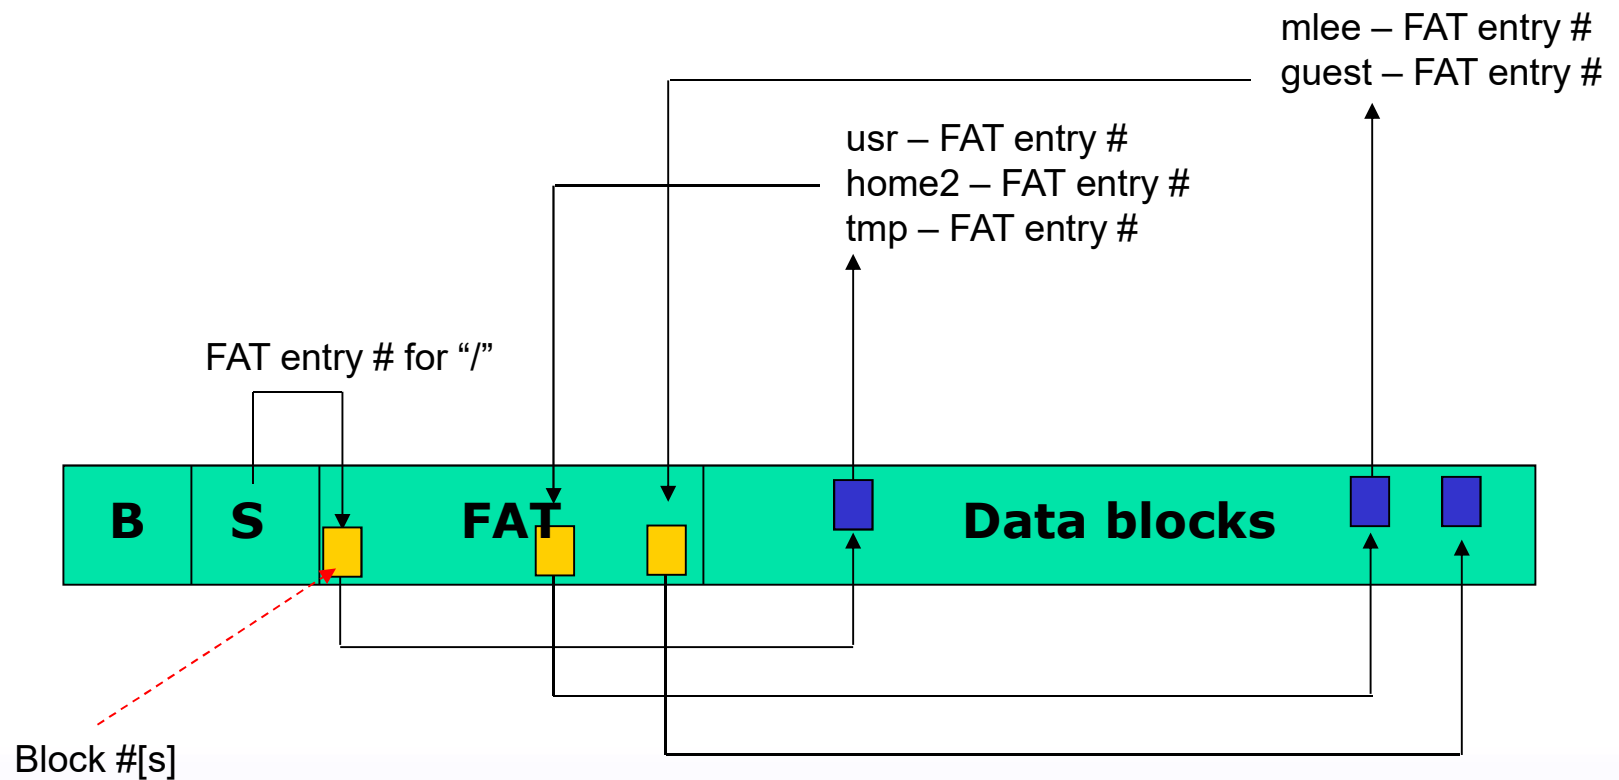 mlee – FAT entry #
guest – FAT entry #
usr – FAT entry #
home2 – FAT entry #
tmp – FAT entry #
FAT entry # for “/”
B
S
FAT
Data blocks
Block #[s]